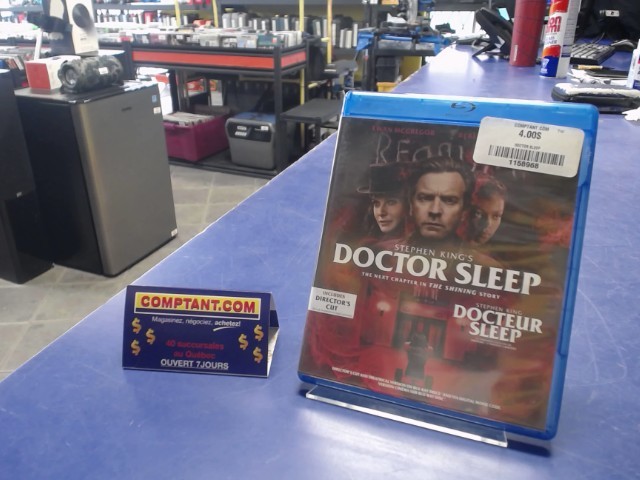 COMPTANT.COM
4.00$
DOCTOR SLEEP
1158968
EWAN MCGREGOR
STEPHEN KING'S
DOCTOR SLEEP
THE NEXT CHAPTER IN THE SHINING STORY
INCLUDES
DIRECTOR'S
CUT
STEPHEN KING
DOCTEUR
SLEEP
COMPTANT.COM
Magasinez, négociez, achetez!
$ $
$ $
$ $
40 succursales
au Québec
OUVERT 7JOURS